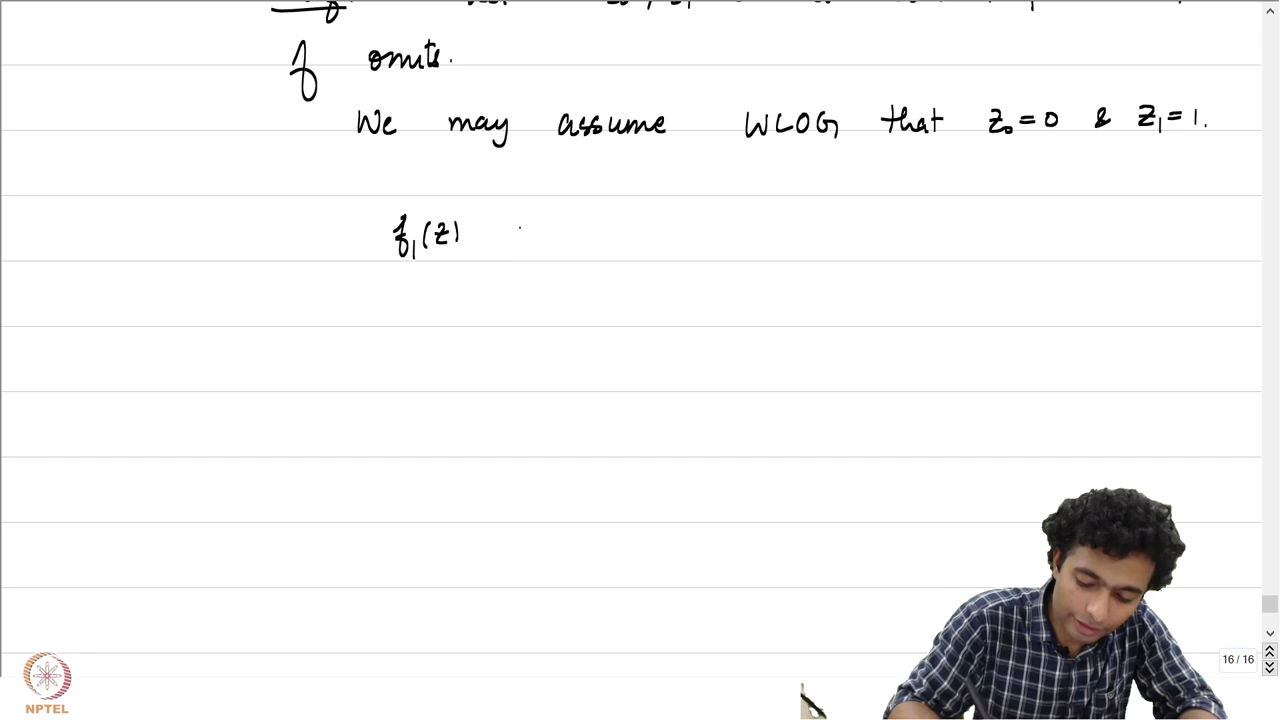 f omits.
We may assume WLOG that z₀ = 0 & z₁ = 1.
f₁(z)
16 / 16
NPTEL